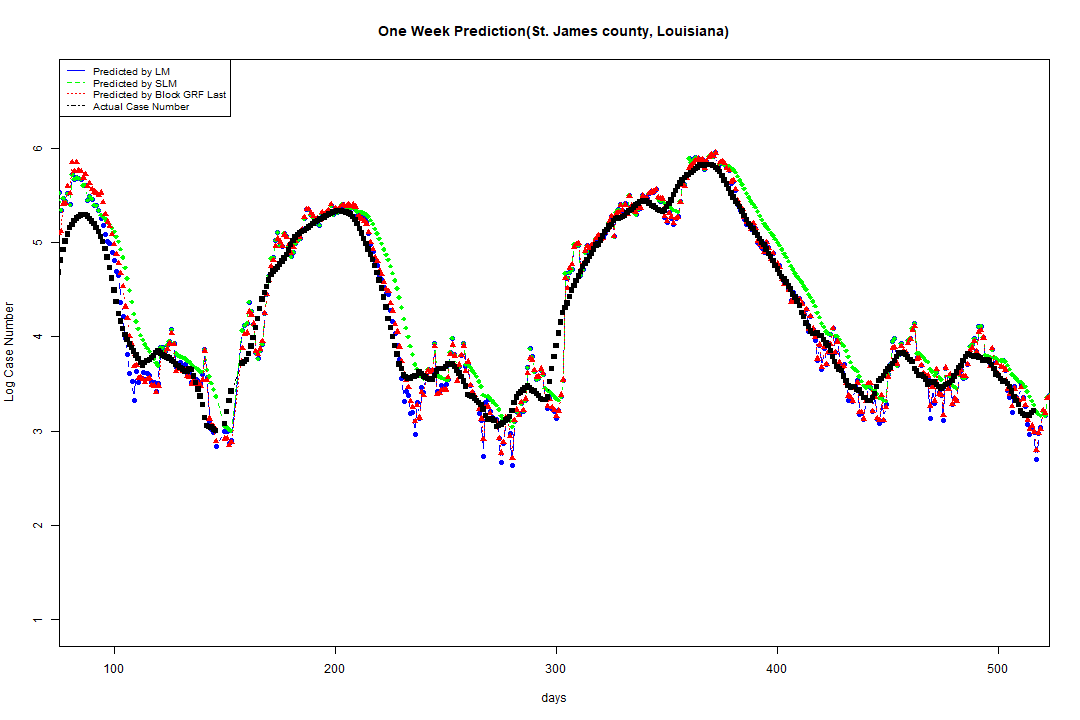 One Week Prediction(St. James county, Louisiana)
Predicted by LM
Predicted by SLM
Predicted by Block GRF Last
Actual Case Number
6
5
4
3
2
1
Log Case Number
100 200 300 400 500
days